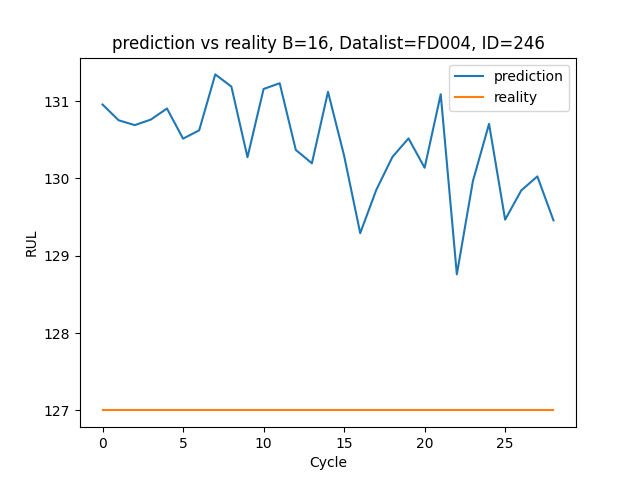 prediction vs reality B=16, Datalist=FD004, ID=246
prediction
reality
131
130
129
128
127
RUL
0 5 10 15 20 25
Cycle